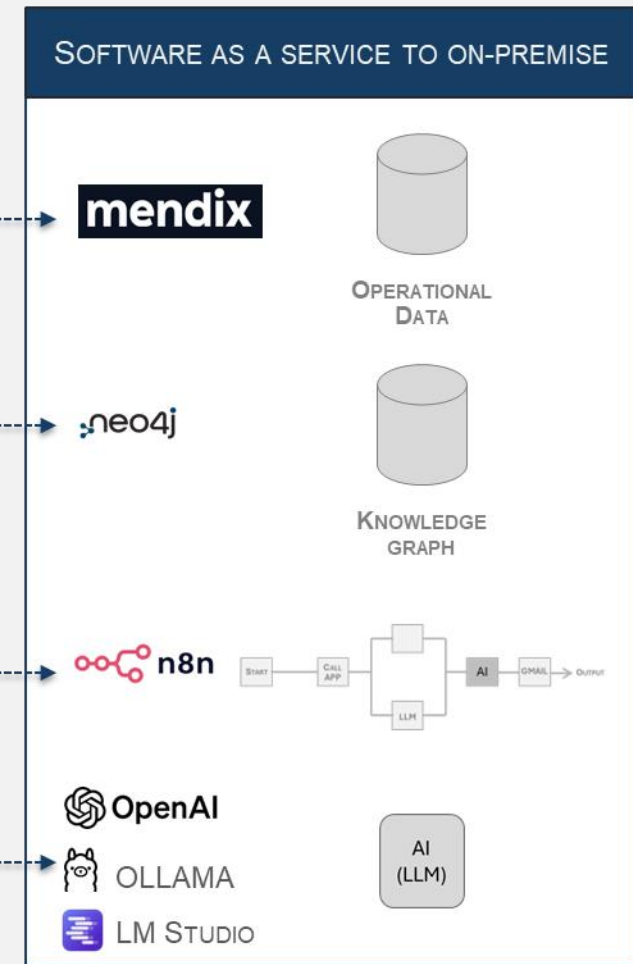 SOFTWARE AS A SERVICE TO ON-PREMISE
mendix
OPERATIONAL
DATA
neo4j
KNOWLEDGE
GRAPH
n8n
START
CALL
APP
LLM
AI
GMAIL
OUTPUT
OpenAI
OLLAMA
LM STUDIO
AI
(LLM)